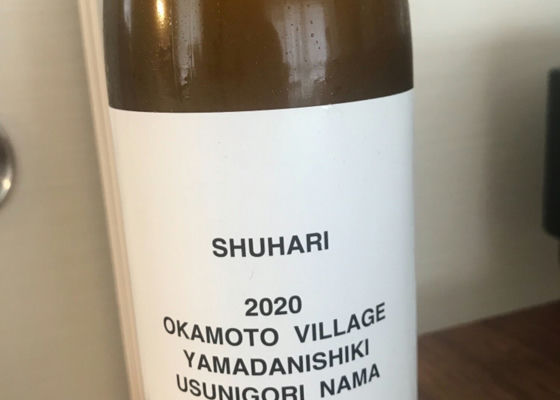 SHUHARI
2020
OKAMOTO VILLAGE
YAMADANISHIKI
USUNIGORI NAMA